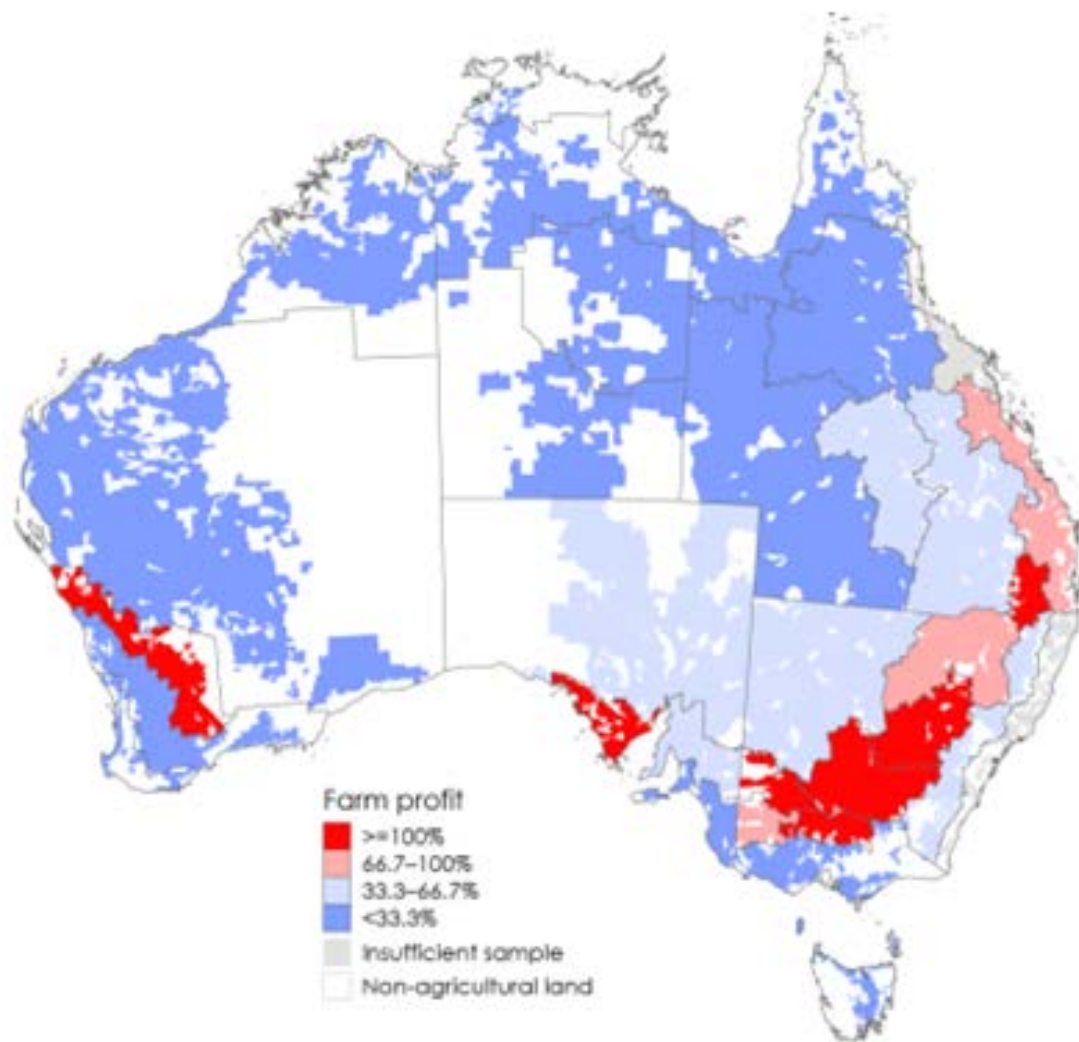 Farm profit
>=100%
66.7–100%
33.3–66.7%
<33.3%
Insufficient sample
Non-agricultural land